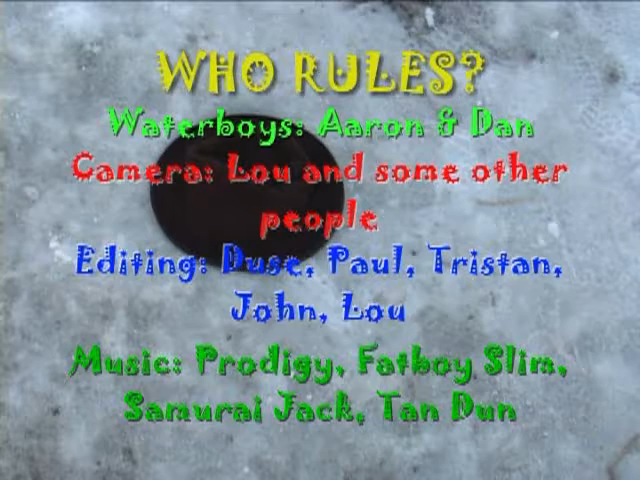 WHO RULES?
Waterboys: Aaron & Dan
Camera: Lou and some other
people
Editing: Duse, Paul, Tristan,
John, Lou
Music: Prodigy, Fatboy Slim,
Samurai Jack, Tan Dun